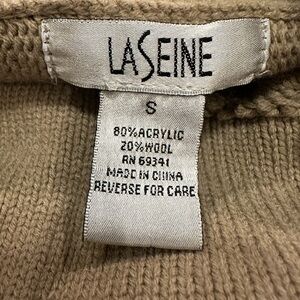 LASEINE
S
80%ACRYLIC
20%WOOL
RN 69341
MADE IN CHINA
REVERSE FOR CARE